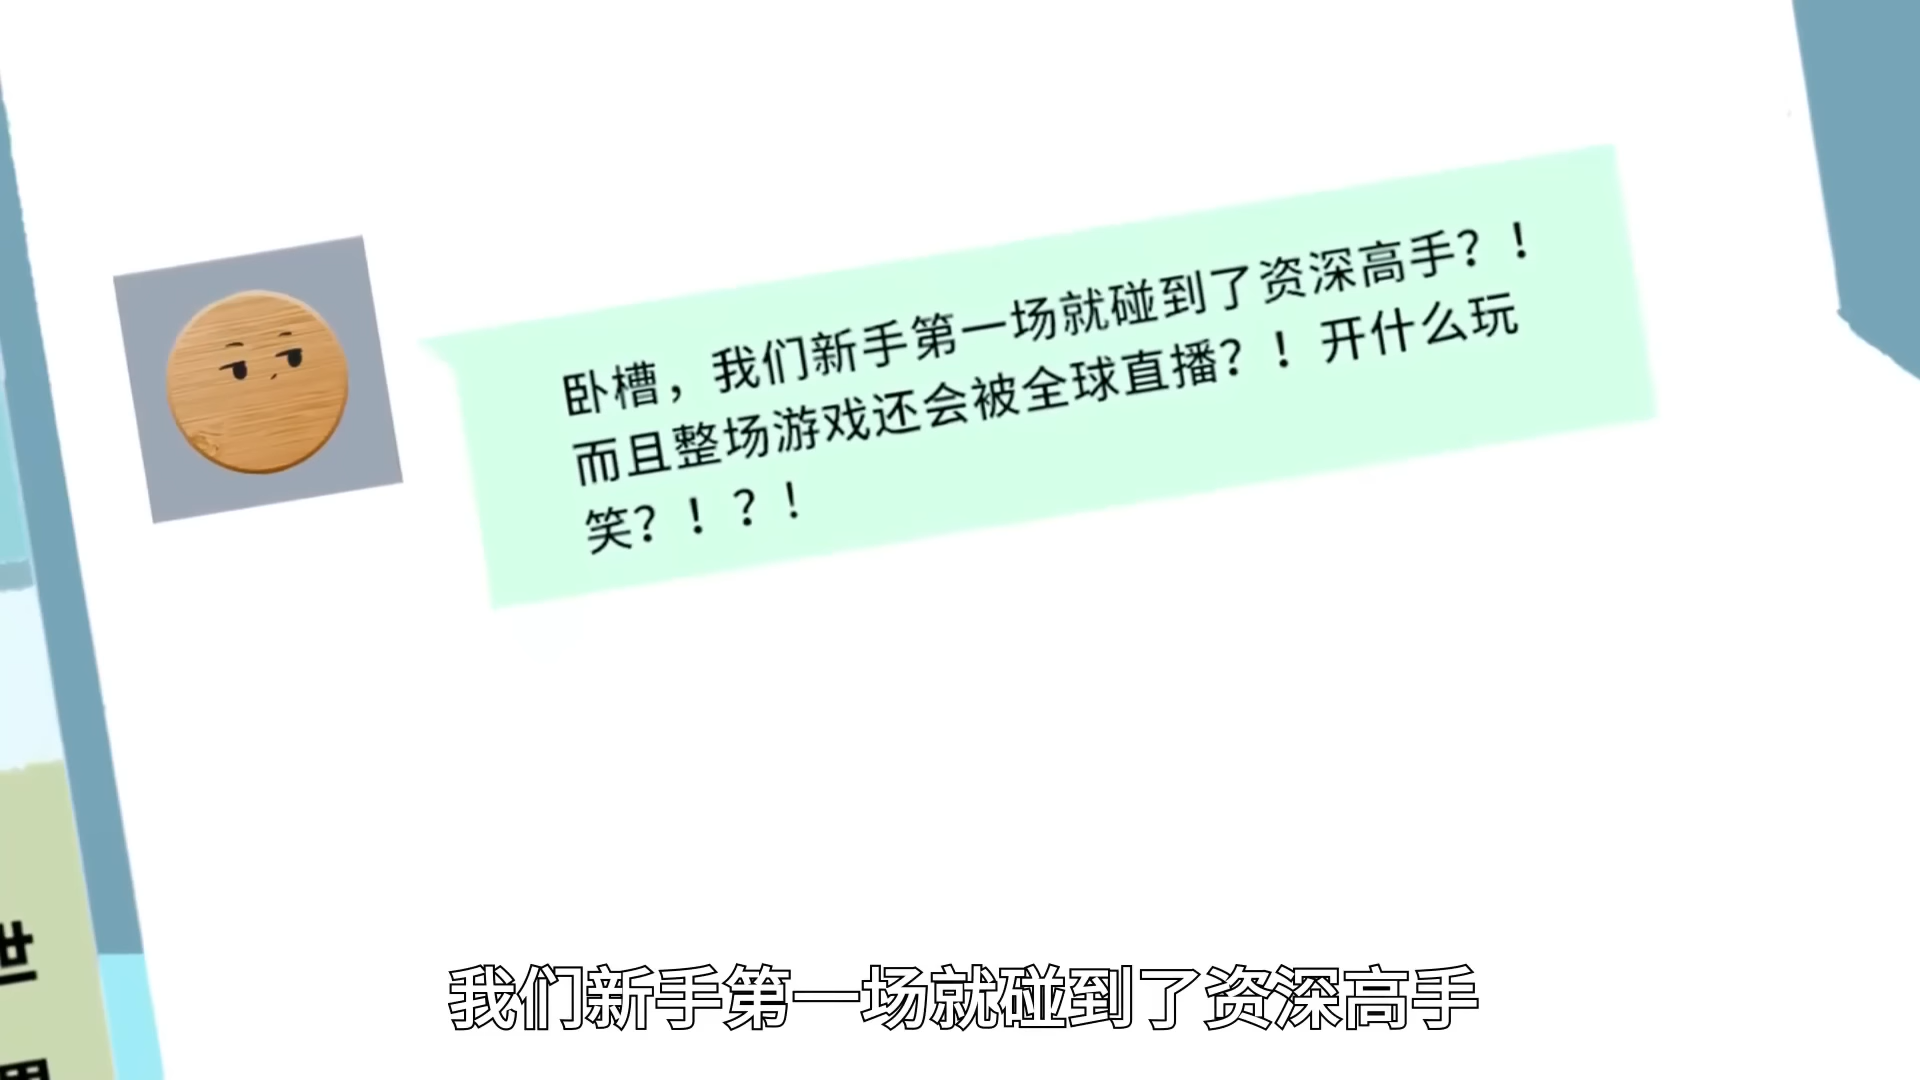 卧槽，我们新手第一场就碰到了资深高手？！
而且整场游戏还会被全球直播？！开什么玩
笑？！？！
我们新手第一场就碰到了资深高手